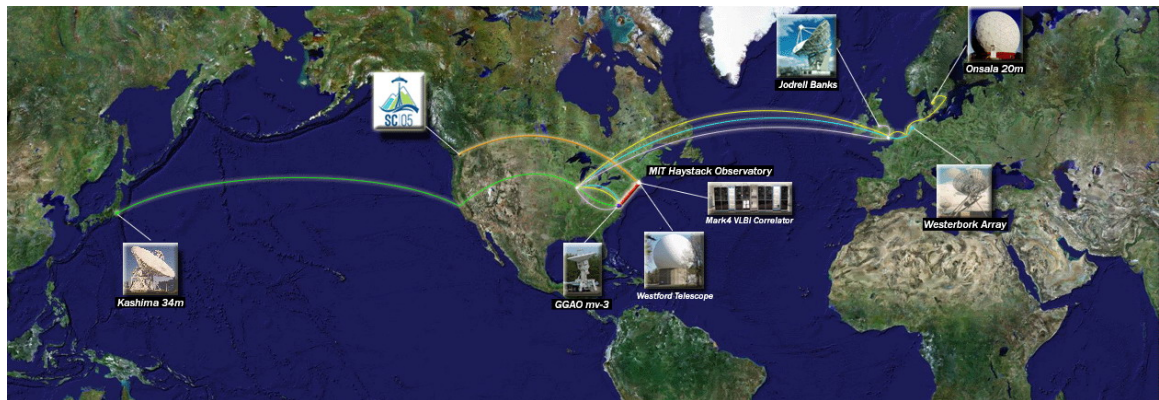 SC|05
Jodrell Banks
Onsala 20m
MIT Haystack Observatory
Mark4 VLBI Correlator
Westerbork Array
Kashima 34m
GGAO mv-3
Westford Telescope